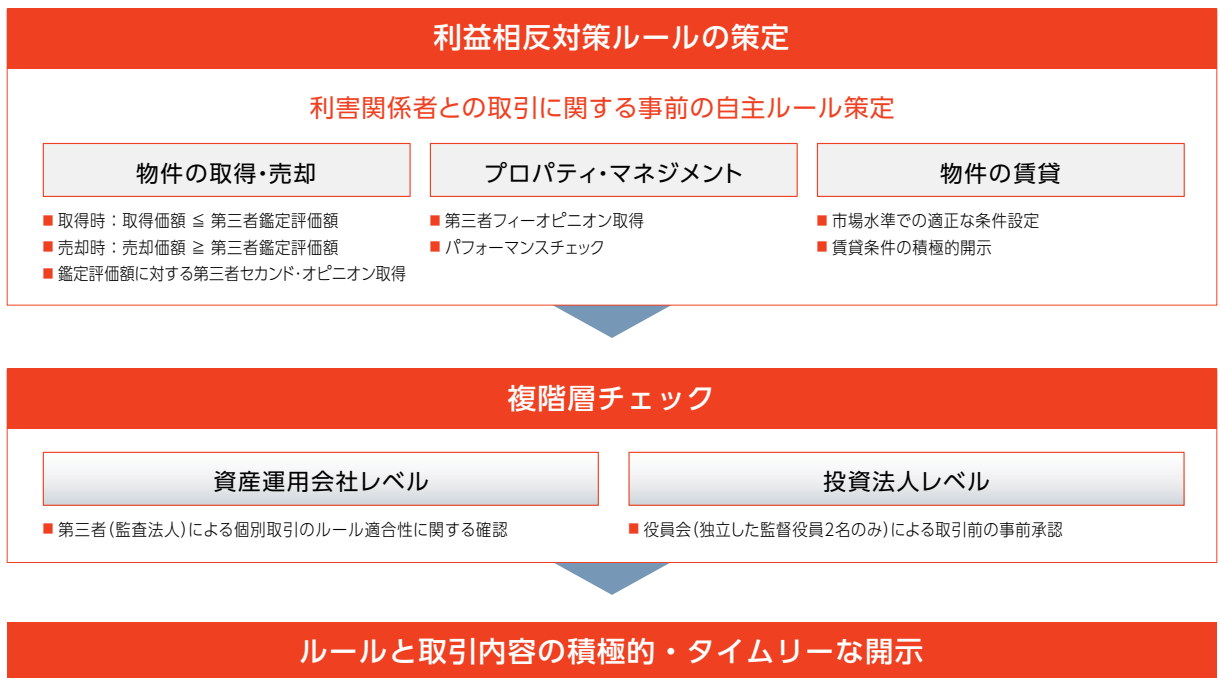 利益相反対策ルールの策定
利害関係者との取引に関する事前の自主ルール策定
物件の取得・売却
■ 取得時：取得価額 ≦ 第三者鑑定評価額
■ 売却時：売却価額 ≧ 第三者鑑定評価額
■ 鑑定評価額に対する第三者セカンド・オピニオン取得
プロパティ・マネジメント
■ 第三者フィーオピニオン取得
■ パフォーマンスチェック
物件の賃貸
■ 市場水準での適正な条件設定
■ 賃貸条件の積極的開示
複階層チェック
資産運用会社レベル
■ 第三者(監査法人)による個別取引のルール適合性に関する確認
投資法人レベル
■ 役員会(独立した監督役員2名のみ)による取引前の事前承認
ルールと取引内容の積極的・タイムリーな開示